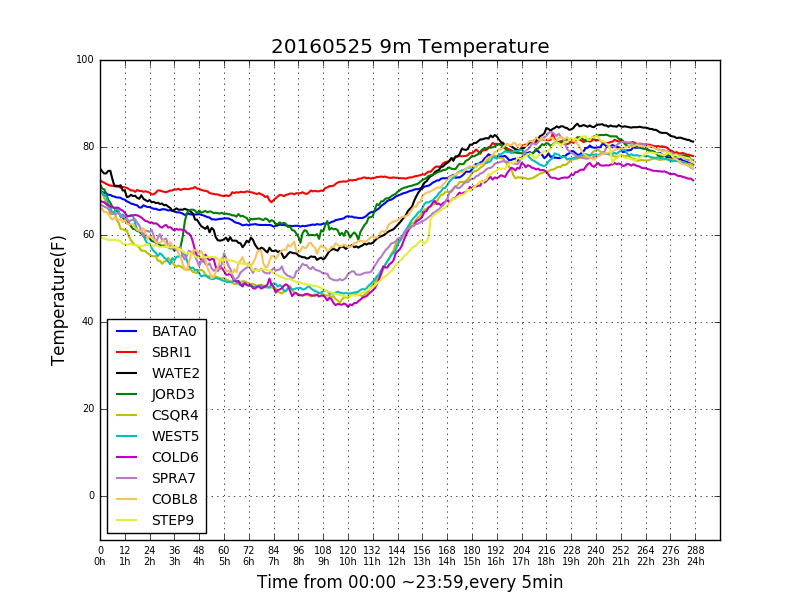 20160525 9m Temperature
Temperature(F)
100
80
60
40
20
0
BATA0
SBRI1
WATE2
JORD3
CSQR4
WEST5
COLD6
SPRA7
COBL8
STEP9
0 12 24 36 48 60 72 84 96 108 120 132 144 156 168 180 192 204 216 228 240 252 264 276 288
0h 1h 2h 3h 4h 5h 6h 7h 8h 9h 10h 11h 12h 13h 14h 15h 16h 17h 18h 19h 20h 21h 22h 23h 24h
Time from 00:00 ~23:59,every 5min